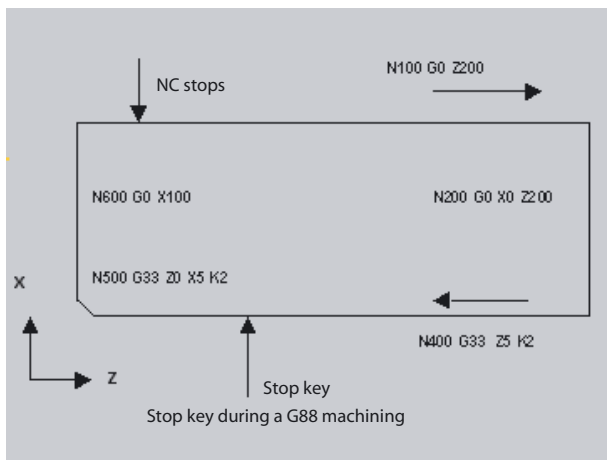 N100 G0 Z200
NC stops
N600 G0 X100
N200 G0 X0 Z200
N500 G33 Z0 X5 K2
X
N400 G33 Z5 K2
Z
Stop key
Stop key during a G88 machining